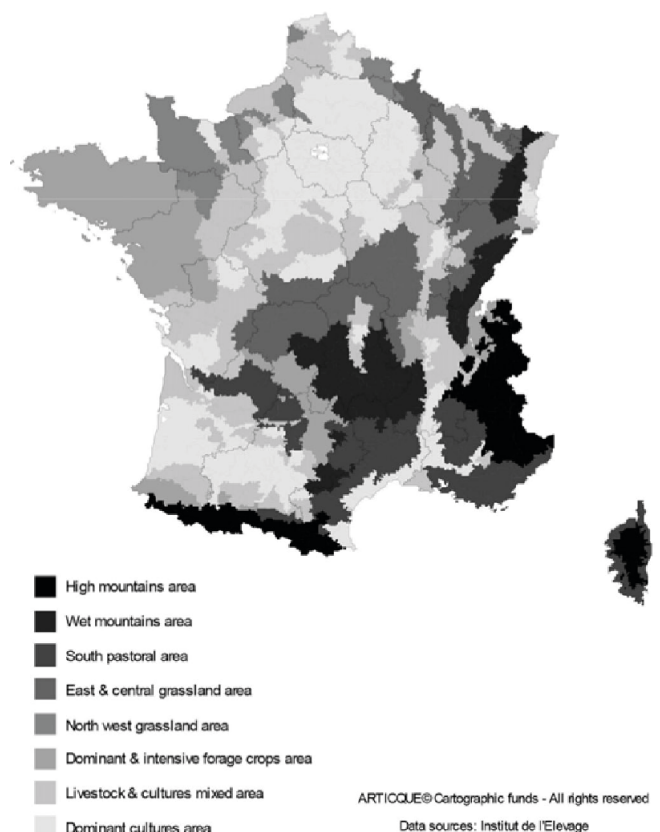 High mountains area
Wet mountains area
South pastoral area
East & central grassland area
North west grassland area
Dominant & intensive forage crops area
Livestock & cultures mixed area
Dominant cultures area
ARTICQUE© Cartographic funds - All rights reserved
Data sources: Institut de l'Elevage